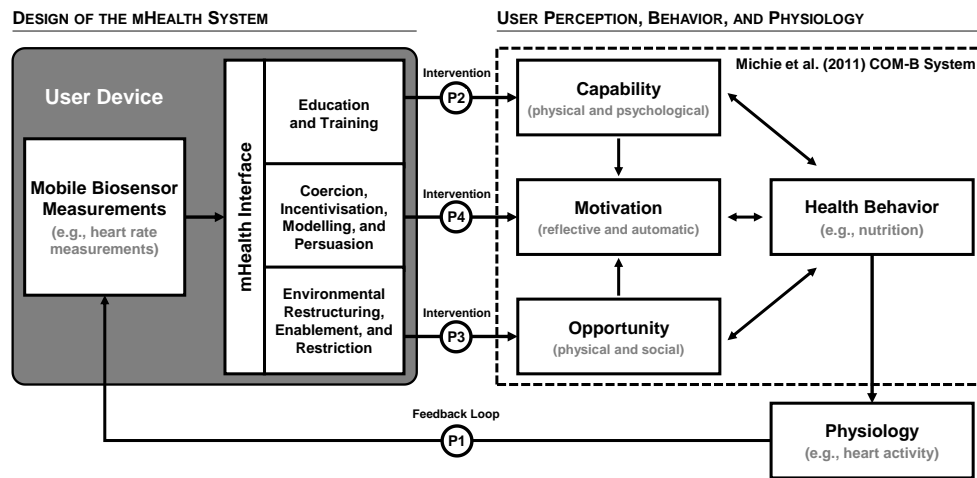 DESIGN OF THE MHEALTH SYSTEM
USER PERCEPTION, BEHAVIOR, AND PHYSIOLOGY
User Device
Mobile Biosensor
Measurements
(e.g., heart rate
measurements)
mHealth Interface
Education
and Training
Coercion,
Incentivisation,
Modelling, and
Persuasion
Environmental
Restructuring,
Enablement, and
Restriction
Intervention
P2
Intervention
P4
Intervention
P3
Michie et al. (2011) COM-B System
Capability
(physical and psychological)
Motivation
(reflective and automatic)
Opportunity
(physical and social)
Health Behavior
(e.g., nutrition)
Feedback Loop
P1
Physiology
(e.g., heart activity)